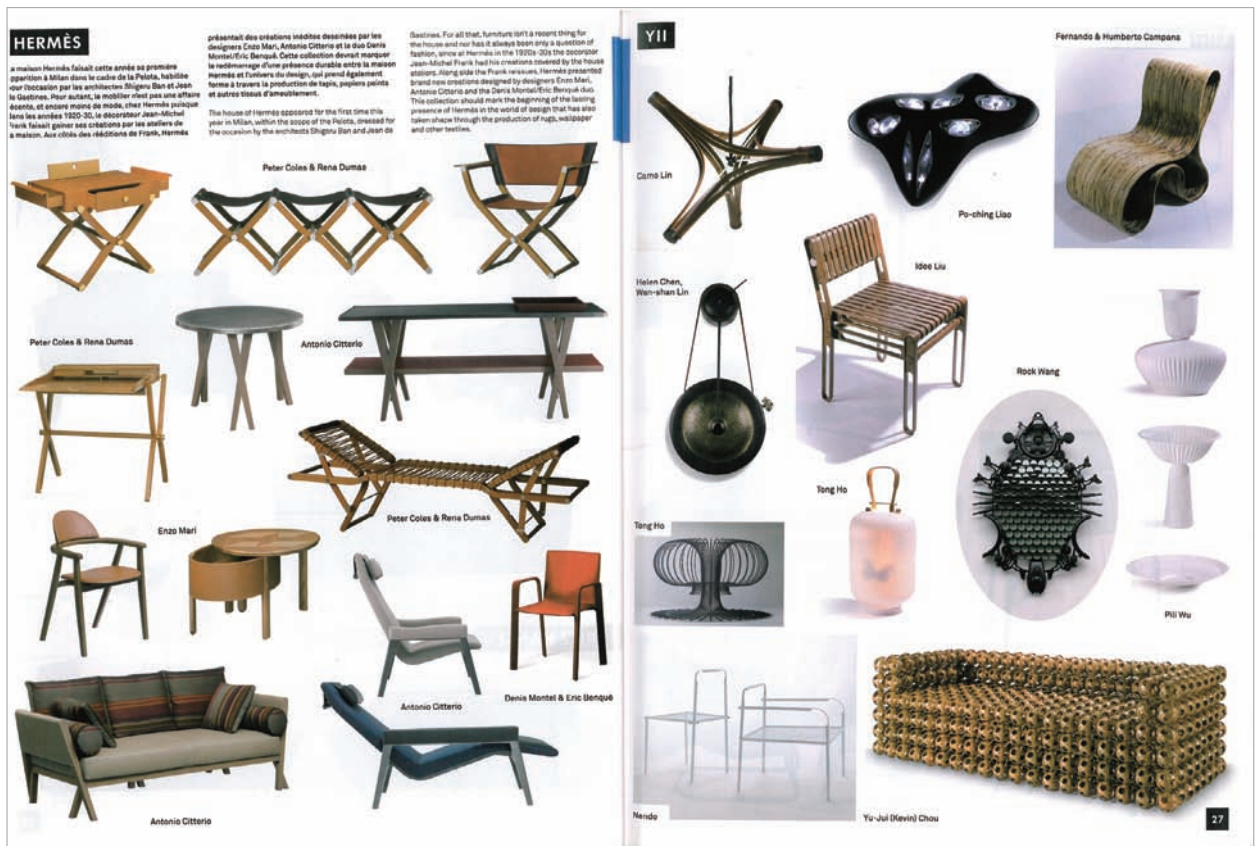 HERMÈS
a maison Hermès faisait cette année sa première
apparition à Milan dans le cadre de la Pelota, habillée
pour l'occasion par les architectes Shigeru Ban et Jean
de Gastines. Pour autant, le mobilier n'est pas une affaire
récente, et encore moins de mode, chez Hermès puisque
dans les années 1920-30, le décorateur Jean-Michel
Frank faisait gainer ses créations par les ateliers de
a maison. Aux côtés des rééditions de Frank, Hermès
présentait des créations inédites dessinées par les
designers Enzo Mari, Antonio Citterio et le duo Denis
Montel/Eric Benqué. Cette collection devrait marquer
le redémarrage d'une présence durable entre la maison
Hermès et l'univers du design, qui prend également
forme à travers la production de tapis, papiers peints
et autres tissus d'ameublement.
The house of Hermès appeared for the first time this
year in Milan, within the scope of the Pelota, dressed for
the occasion by the architects Shigeru Ban and Jean de
Gastines. For all that, furniture isn't a recent thing for
the house and nor has it always been only a question of
fashion, since at Hermès in the 1920s-30s the decorator
Jean-Michel Frank had his creations covered by the house
ateliers. Along side the Frank reissues, Hermès presented
brand new creations designed by designers Enzo Mari,
Antonio Citterio and the Denis Montel/Eric Benqué duo.
This collection should mark the beginning of the lasting
presence of Hermès in the world of design that has also
taken shape through the production of rugs, wallpaper
and other textiles.
Peter Coles & Rena Dumas
Peter Coles & Rena Dumas
Antonio Citterio
Peter Coles & Rena Dumas
Enzo Mari
Antonio Citterio
Denis Montel & Eric Benqué
Antonio Citterio
YII
Fernando & Humberto Campana
Camo Lin
Po-ching Liao
Idee Liu
Helen Chen,
Wan-shan Lin
Rock Wang
Tong Ho
Tong Ho
Pili Wu
Nendo
Yu-Jui (Kevin) Chou
27